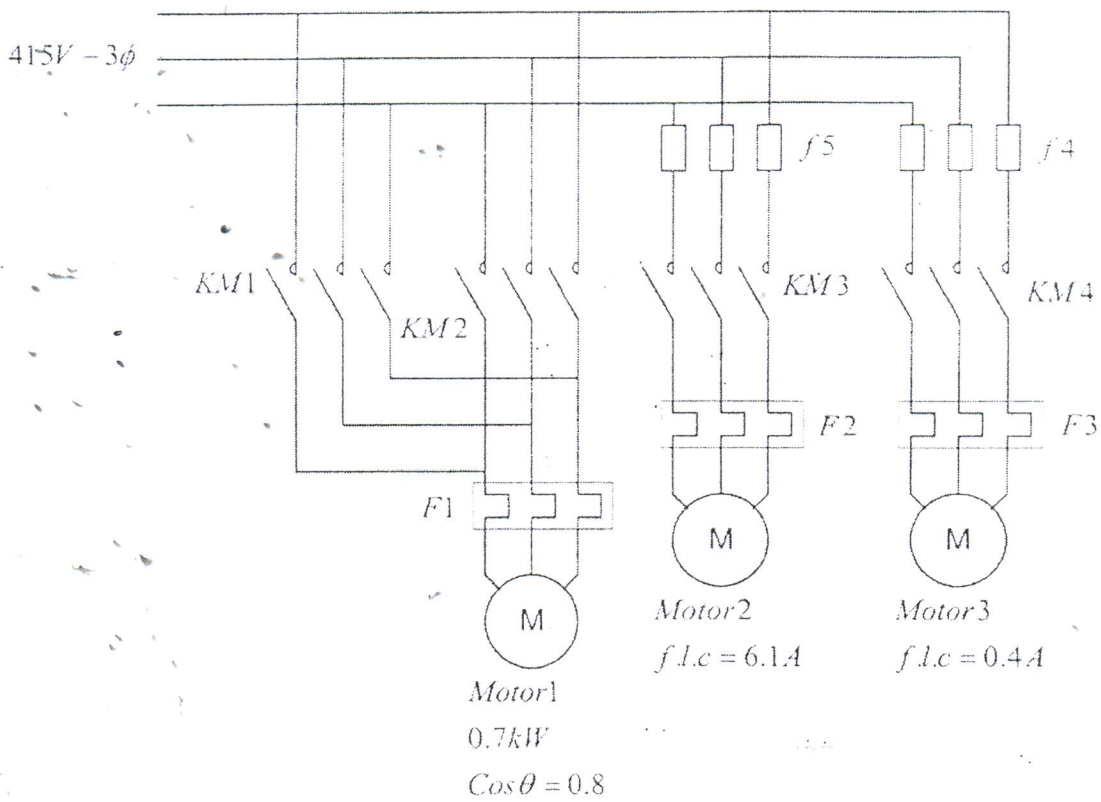 415V - 3ϕ
f5
f4
KM1
KM2
KM3
KM4
F1
F2
F3
M
M
M
Motor1
0.7kW
Cosθ = 0.8
Motor2
f.l.c = 6.1A
Motor3
f.l.c = 0.4A